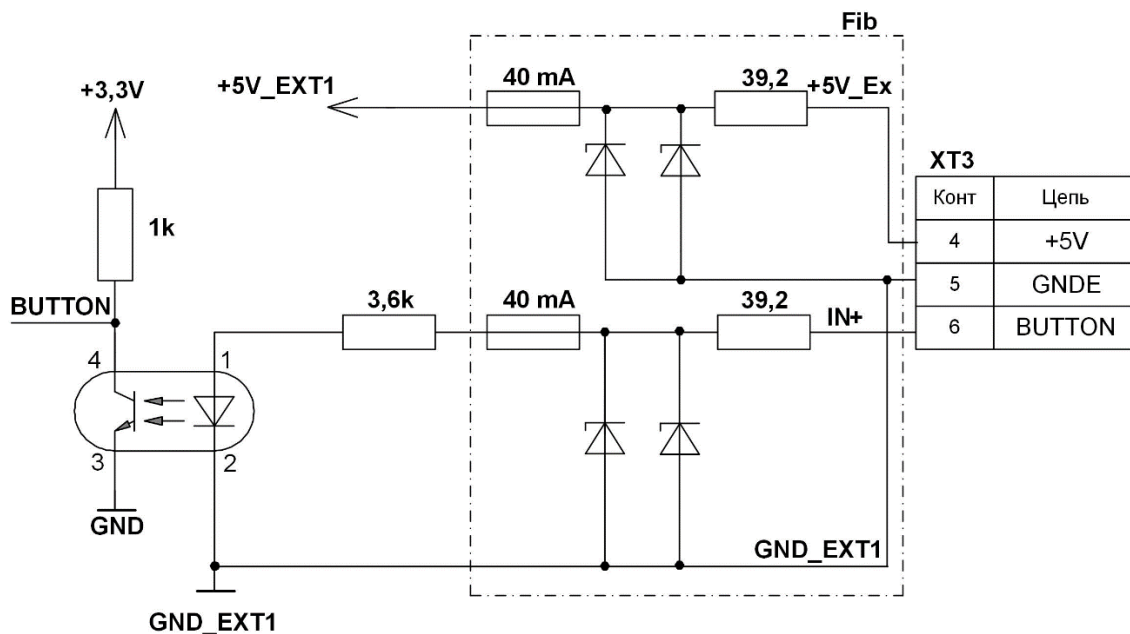 Fib
40 mA
39,2
+5V_EXT1
+5V_Ex
+3,3V
XT3
Конт Цепь
4 +5V
5 GNDE
6 BUTTON
1k
3,6k
40 mA
39,2
IN+
BUTTON
4 1
3 2
GND
GND_EXT1
GND_EXT1